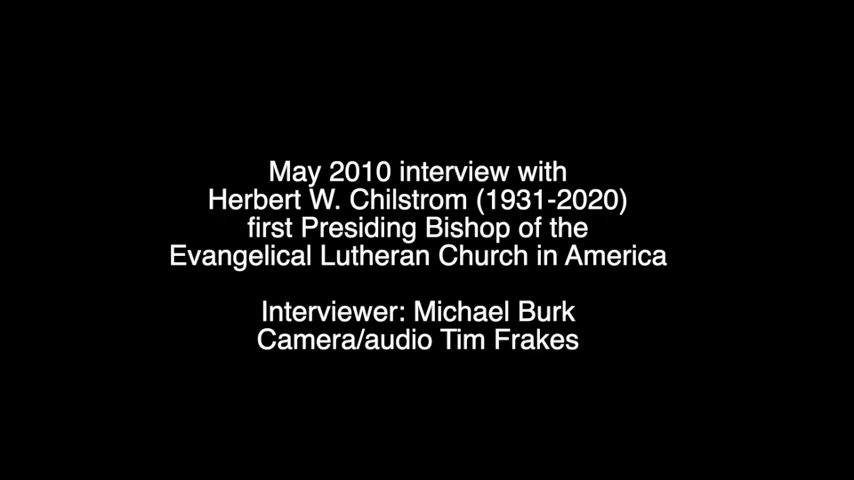 May 2010 interview with
Herbert W. Chilstrom (1931-2020)
first Presiding Bishop of the
Evangelical Lutheran Church in America
Interviewer: Michael Burk
Camera/audio Tim Frakes